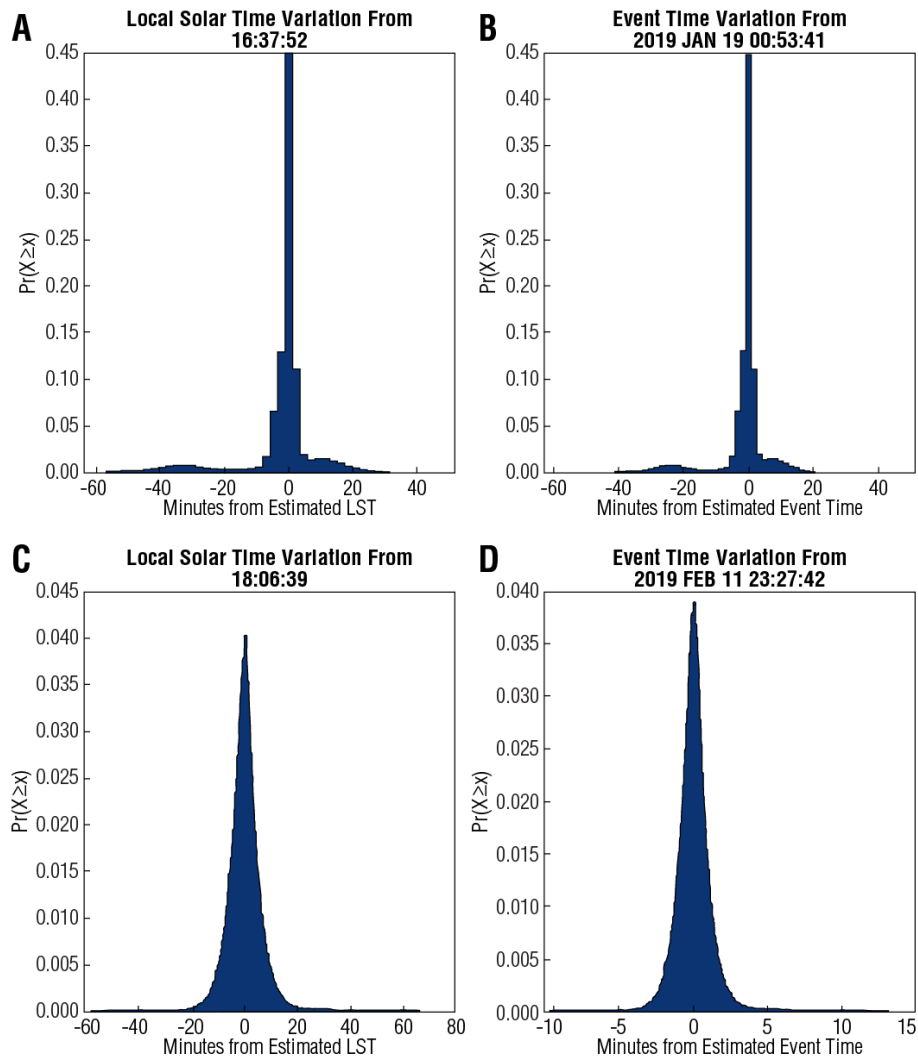 A
Local Solar Time Variation From
16:37:52
0.45
0.40
0.35
0.30
0.25
0.20
0.15
0.10
0.05
0.00
Pr(X≥x)
-60 -40 -20 0 20 40
Minutes from Estimated LST
B
Event Time Variation From
2019 JAN 19 00:53:41
0.45
0.40
0.35
0.30
0.25
0.20
0.15
0.10
0.05
0.00
Pr(X≥x)
-60 -40 -20 0 20 40
Minutes from Estimated Event Time
C
Local Solar Time Variation From
18:06:39
0.045
0.040
0.035
0.030
0.025
0.020
0.015
0.010
0.005
0.000
Pr(X≥x)
-60 -40 -20 0 20 40 60 80
Minutes from Estimated LST
D
Event Time Variation From
2019 FEB 11 23:27:42
0.040
0.035
0.030
0.025
0.020
0.015
0.010
0.005
0.000
Pr(X≥x)
-10 -5 0 5 10 15
Minutes from Estimated Event Time